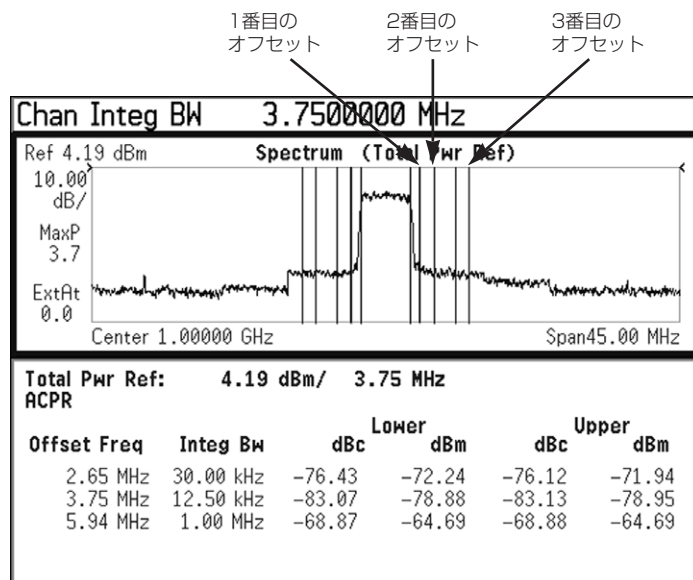 1番目の
オフセット
2番目の
オフセット
3番目の
オフセット
Chan Integ BW 3.7500000 MHz
Ref 4.19 dBm Spectrum (Total Pwr Ref)
10.00
dB/
MaxP
3.7
ExtAt
0.0
Center 1.00000 GHz Span45.00 MHz
Total Pwr Ref: 4.19 dBm/ 3.75 MHz
ACPR
Lower Upper
Offset Freq Integ Bw dBc dBm dBc dBm
2.65 MHz 30.00 kHz -76.43 -72.24 -76.12 -71.94
3.75 MHz 12.50 kHz -83.07 -78.88 -83.13 -78.95
5.94 MHz 1.00 MHz -68.87 -64.69 -68.88 -64.69